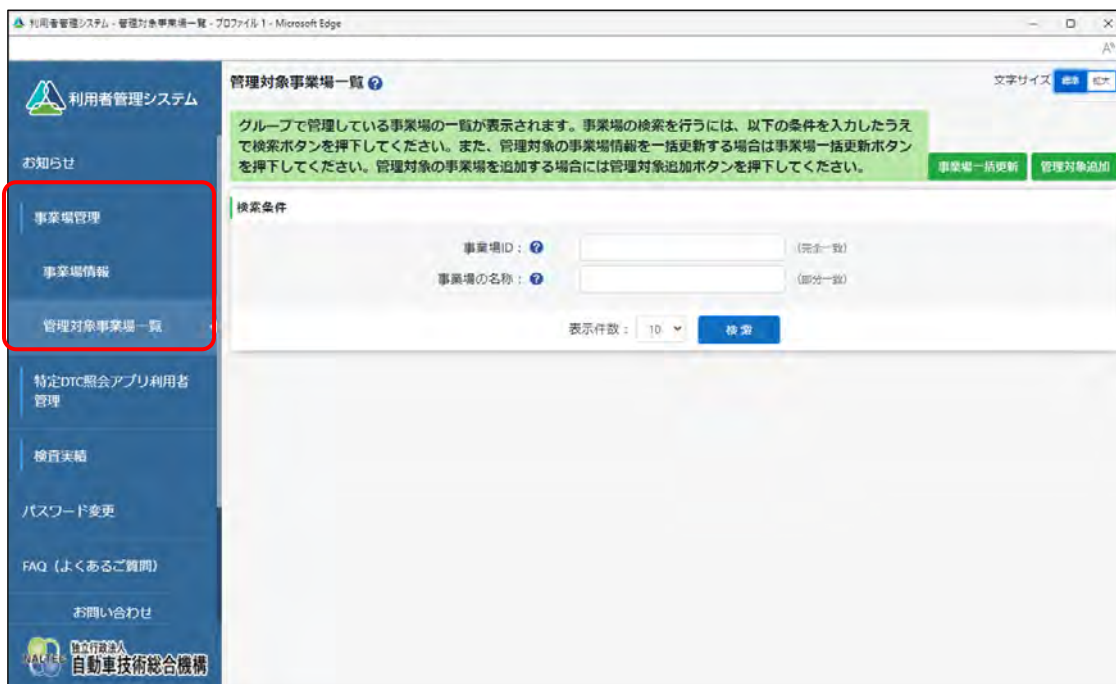 利用者管理システム - 管理対象事業場一覧 - プロファイル 1 - Microsoft Edge
利用者管理システム
管理対象事業場一覧
文字サイズ 標準 拡大
グループで管理している事業場の一覧が表示されます。事業場の検索を行うには、以下の条件を入力したうえ
で検索ボタンを押下してください。また、管理対象の事業場情報を一括更新する場合は事業場一括更新ボタン
を押下してください。管理対象の事業場を追加する場合には管理対象追加ボタンを押下してください。
事業場一括更新 管理対象追加
お知らせ
事業場管理
事業場情報
管理対象事業場一覧
特定DTC照会アプリ利用者
管理
検査実績
パスワード変更
FAQ（よくあるご質問）
お問い合わせ
NALTEC 独立行政法人
自動車技術総合機構
検索条件
事業場ID： (完全一致)
事業場の名称： (部分一致)
表示件数： 10 検索